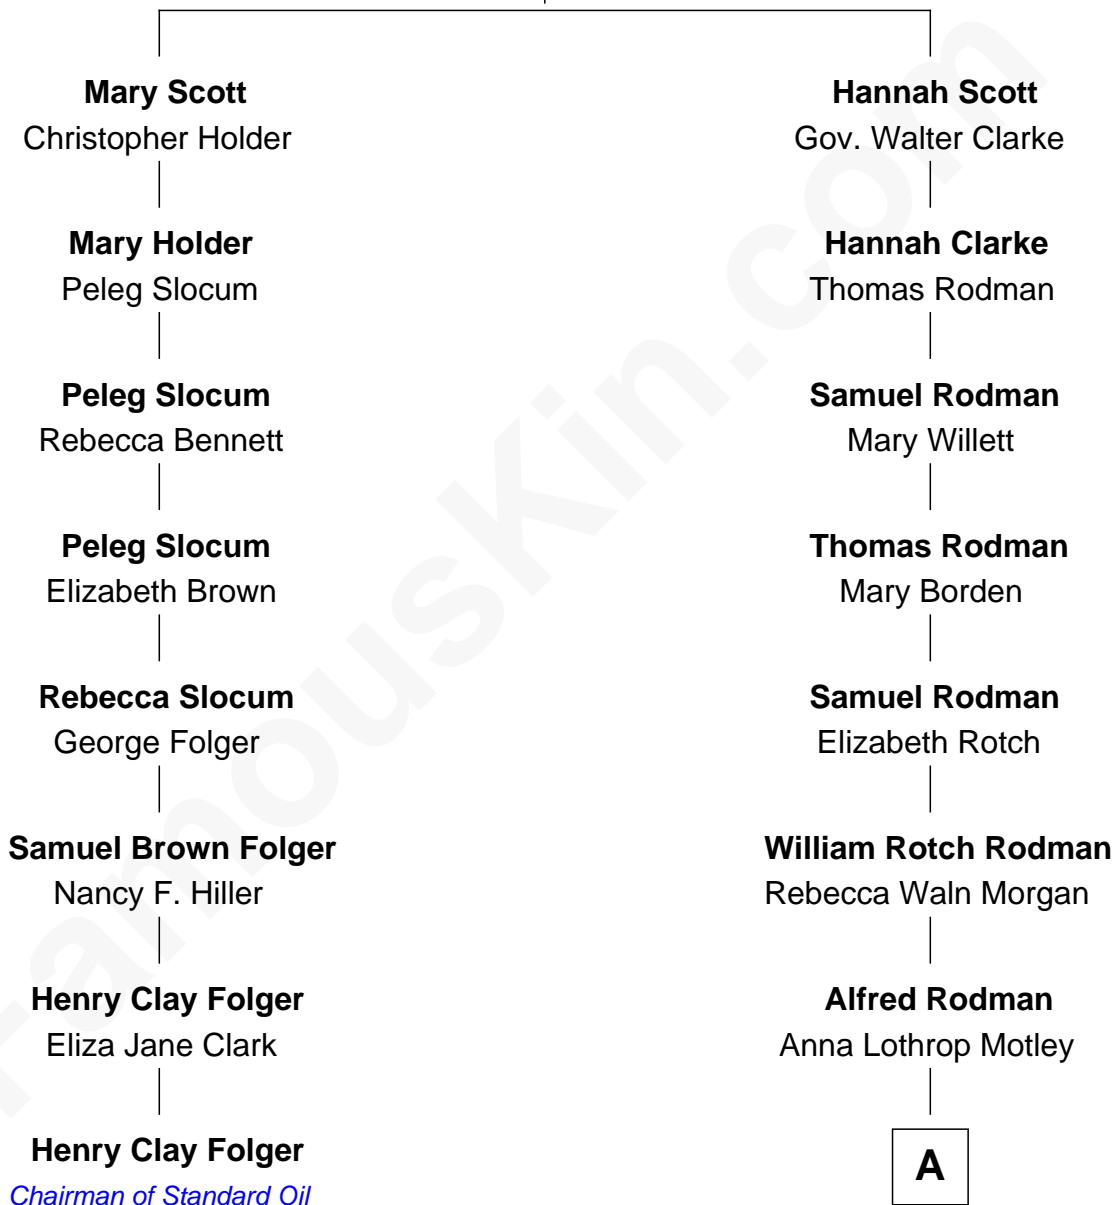 Mary Scott
Christopher Holder
Hannah Scott
Gov. Walter Clarke
Mary Holder
Peleg Slocum
Hannah Clarke
Thomas Rodman
Peleg Slocum
Rebecca Bennett
Samuel Rodman
Mary Willett
Peleg Slocum
Elizabeth Brown
Thomas Rodman
Mary Borden
Rebecca Slocum
George Folger
Samuel Rodman
Elizabeth Rotch
Samuel Brown Folger
Nancy F. Hiller
William Rotch Rodman
Rebecca Waln Morgan
Henry Clay Folger
Eliza Jane Clark
Alfred Rodman
Anna Lothrop Motley
Henry Clay Folger
Chairman of Standard Oil
A
FamousKin.com